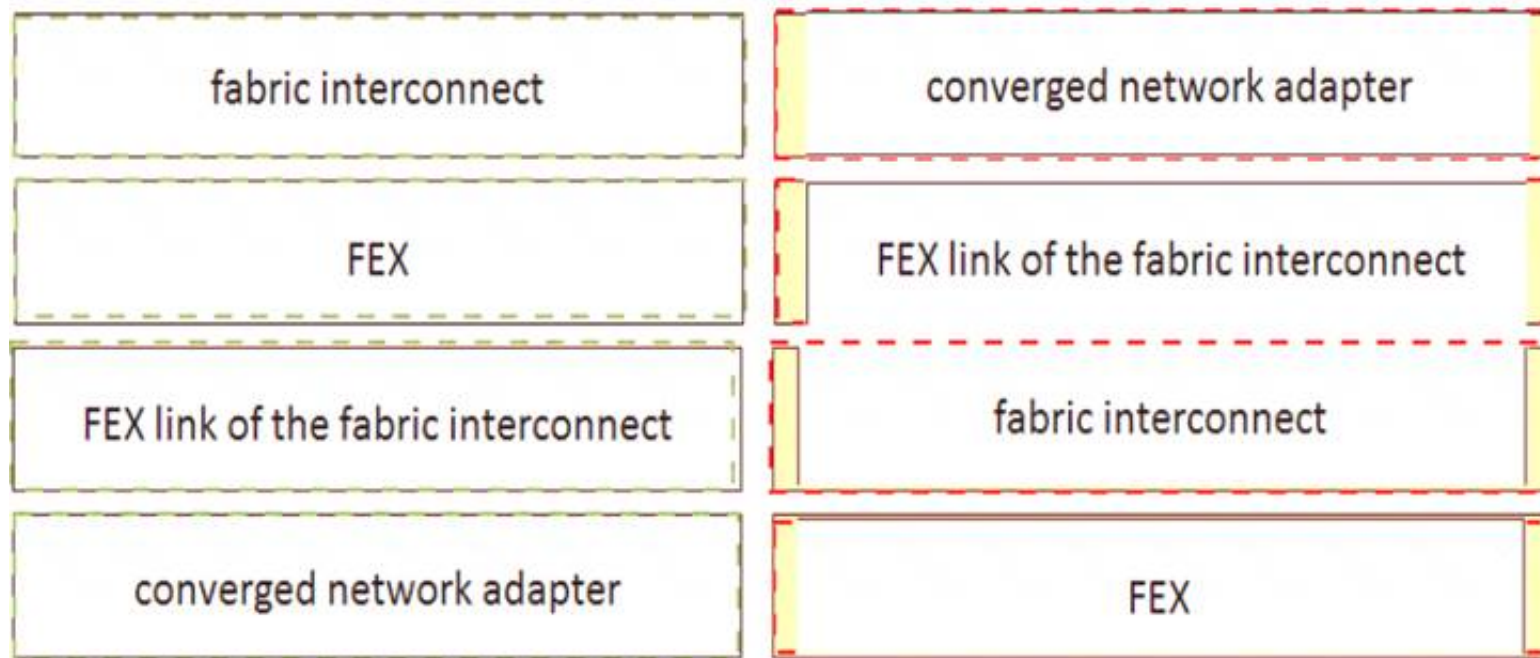 fabric interconnect
converged network adapter
FEX
FEX link of the fabric interconnect
FEX link of the fabric interconnect
fabric interconnect
converged network adapter
FEX